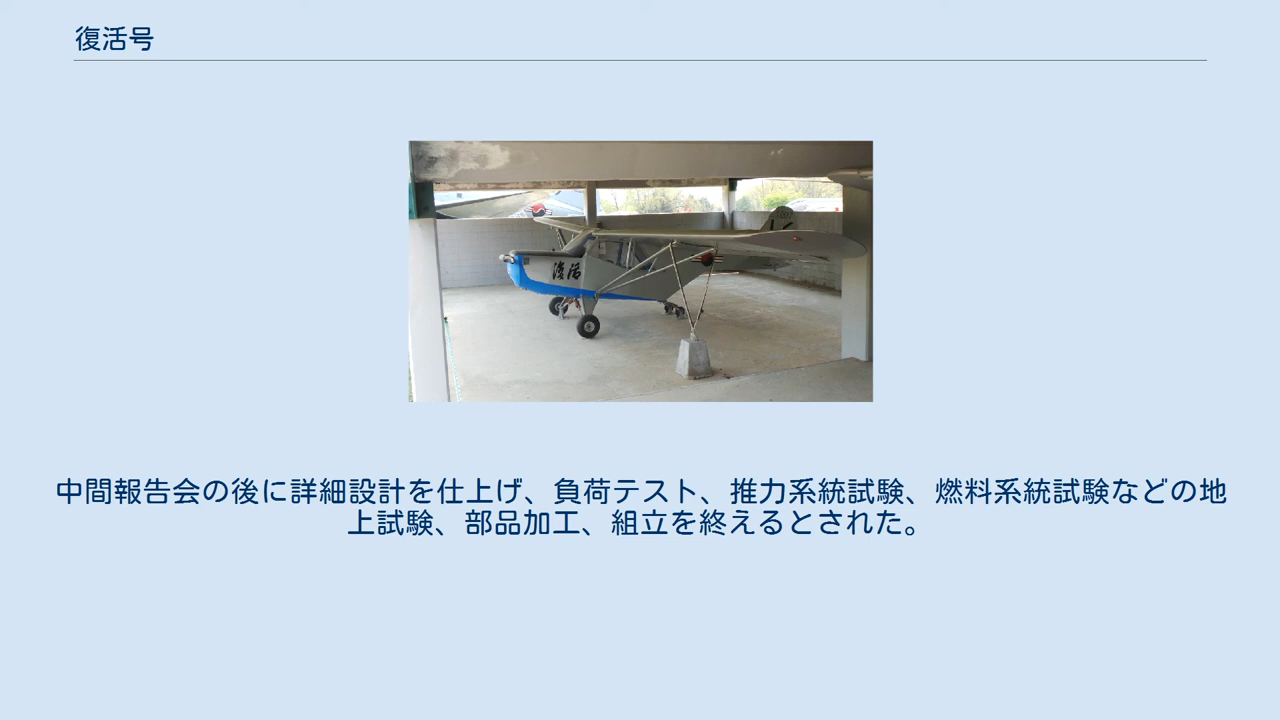 復活号
復活
中間報告会の後に詳細設計を仕上げ、負荷テスト、推力系統試験、燃料系統試験などの地
上試験、部品加工、組立を終えるとされた。